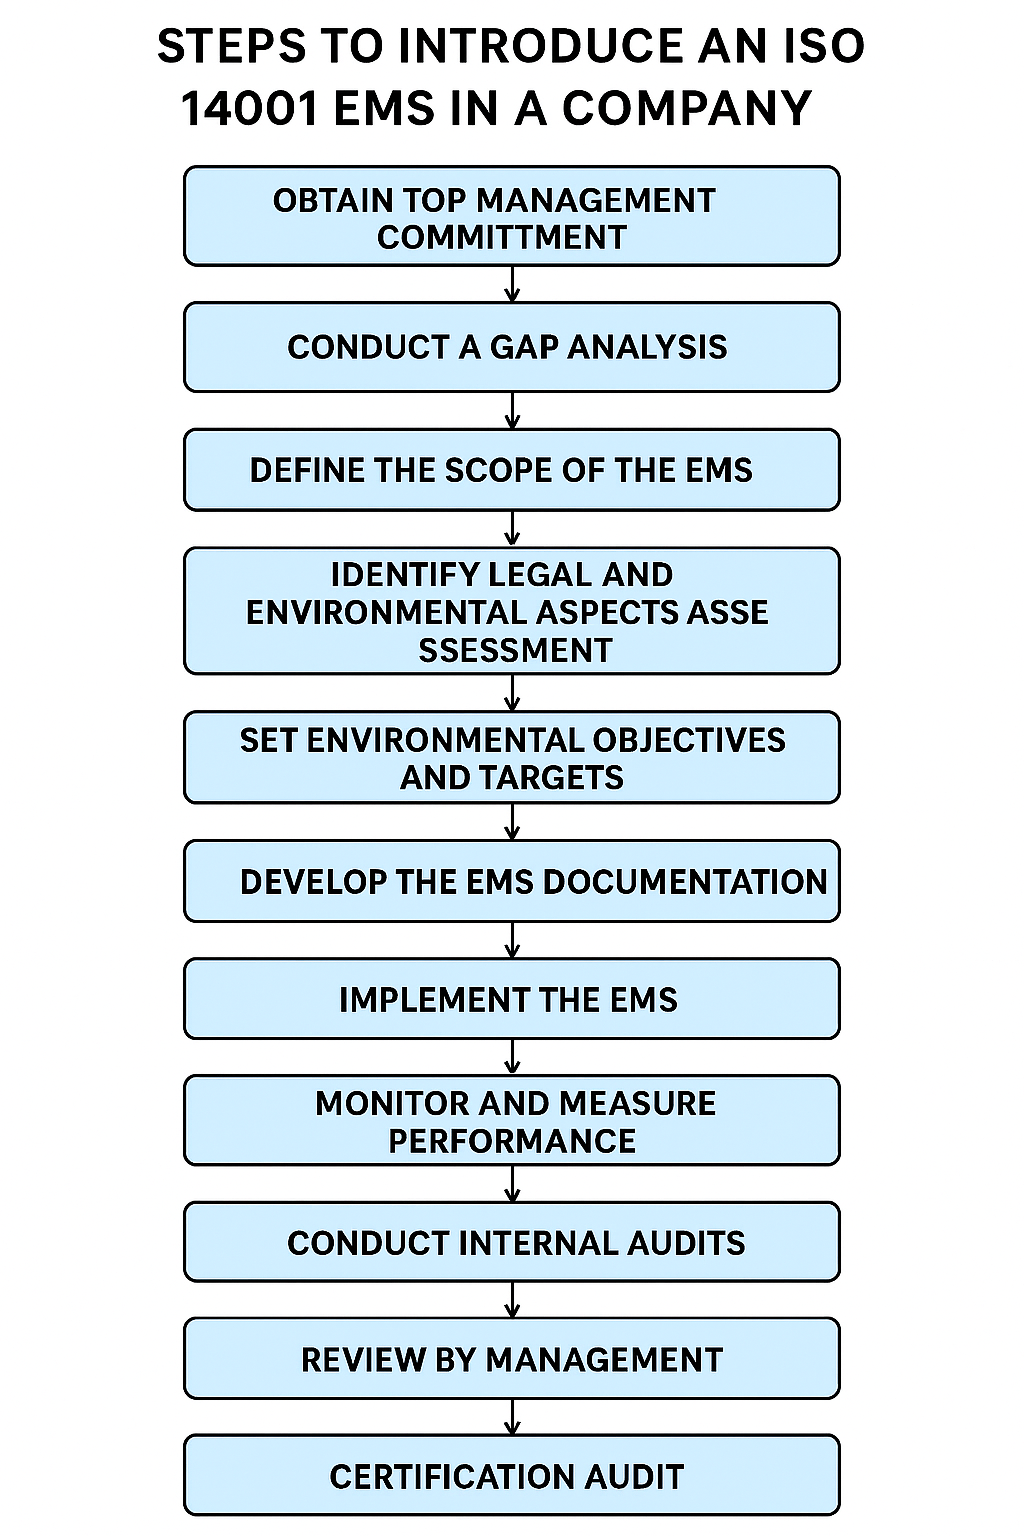 STEPS TO INTRODUCE AN ISO
14001 EMS IN A COMPANY
OBTAIN TOP MANAGEMENT
COMMITTMENT
CONDUCT A GAP ANALYSIS
DEFINE THE SCOPE OF THE EMS
IDENTIFY LEGAL AND
ENVIRONMENTAL ASPECTS ASSE
SSESSMENT
SET ENVIRONMENTAL OBJECTIVES
AND TARGETS
DEVELOP THE EMS DOCUMENTATION
IMPLEMENT THE EMS
MONITOR AND MEASURE
PERFORMANCE
CONDUCT INTERNAL AUDITS
REVIEW BY MANAGEMENT
CERTIFICATION AUDIT